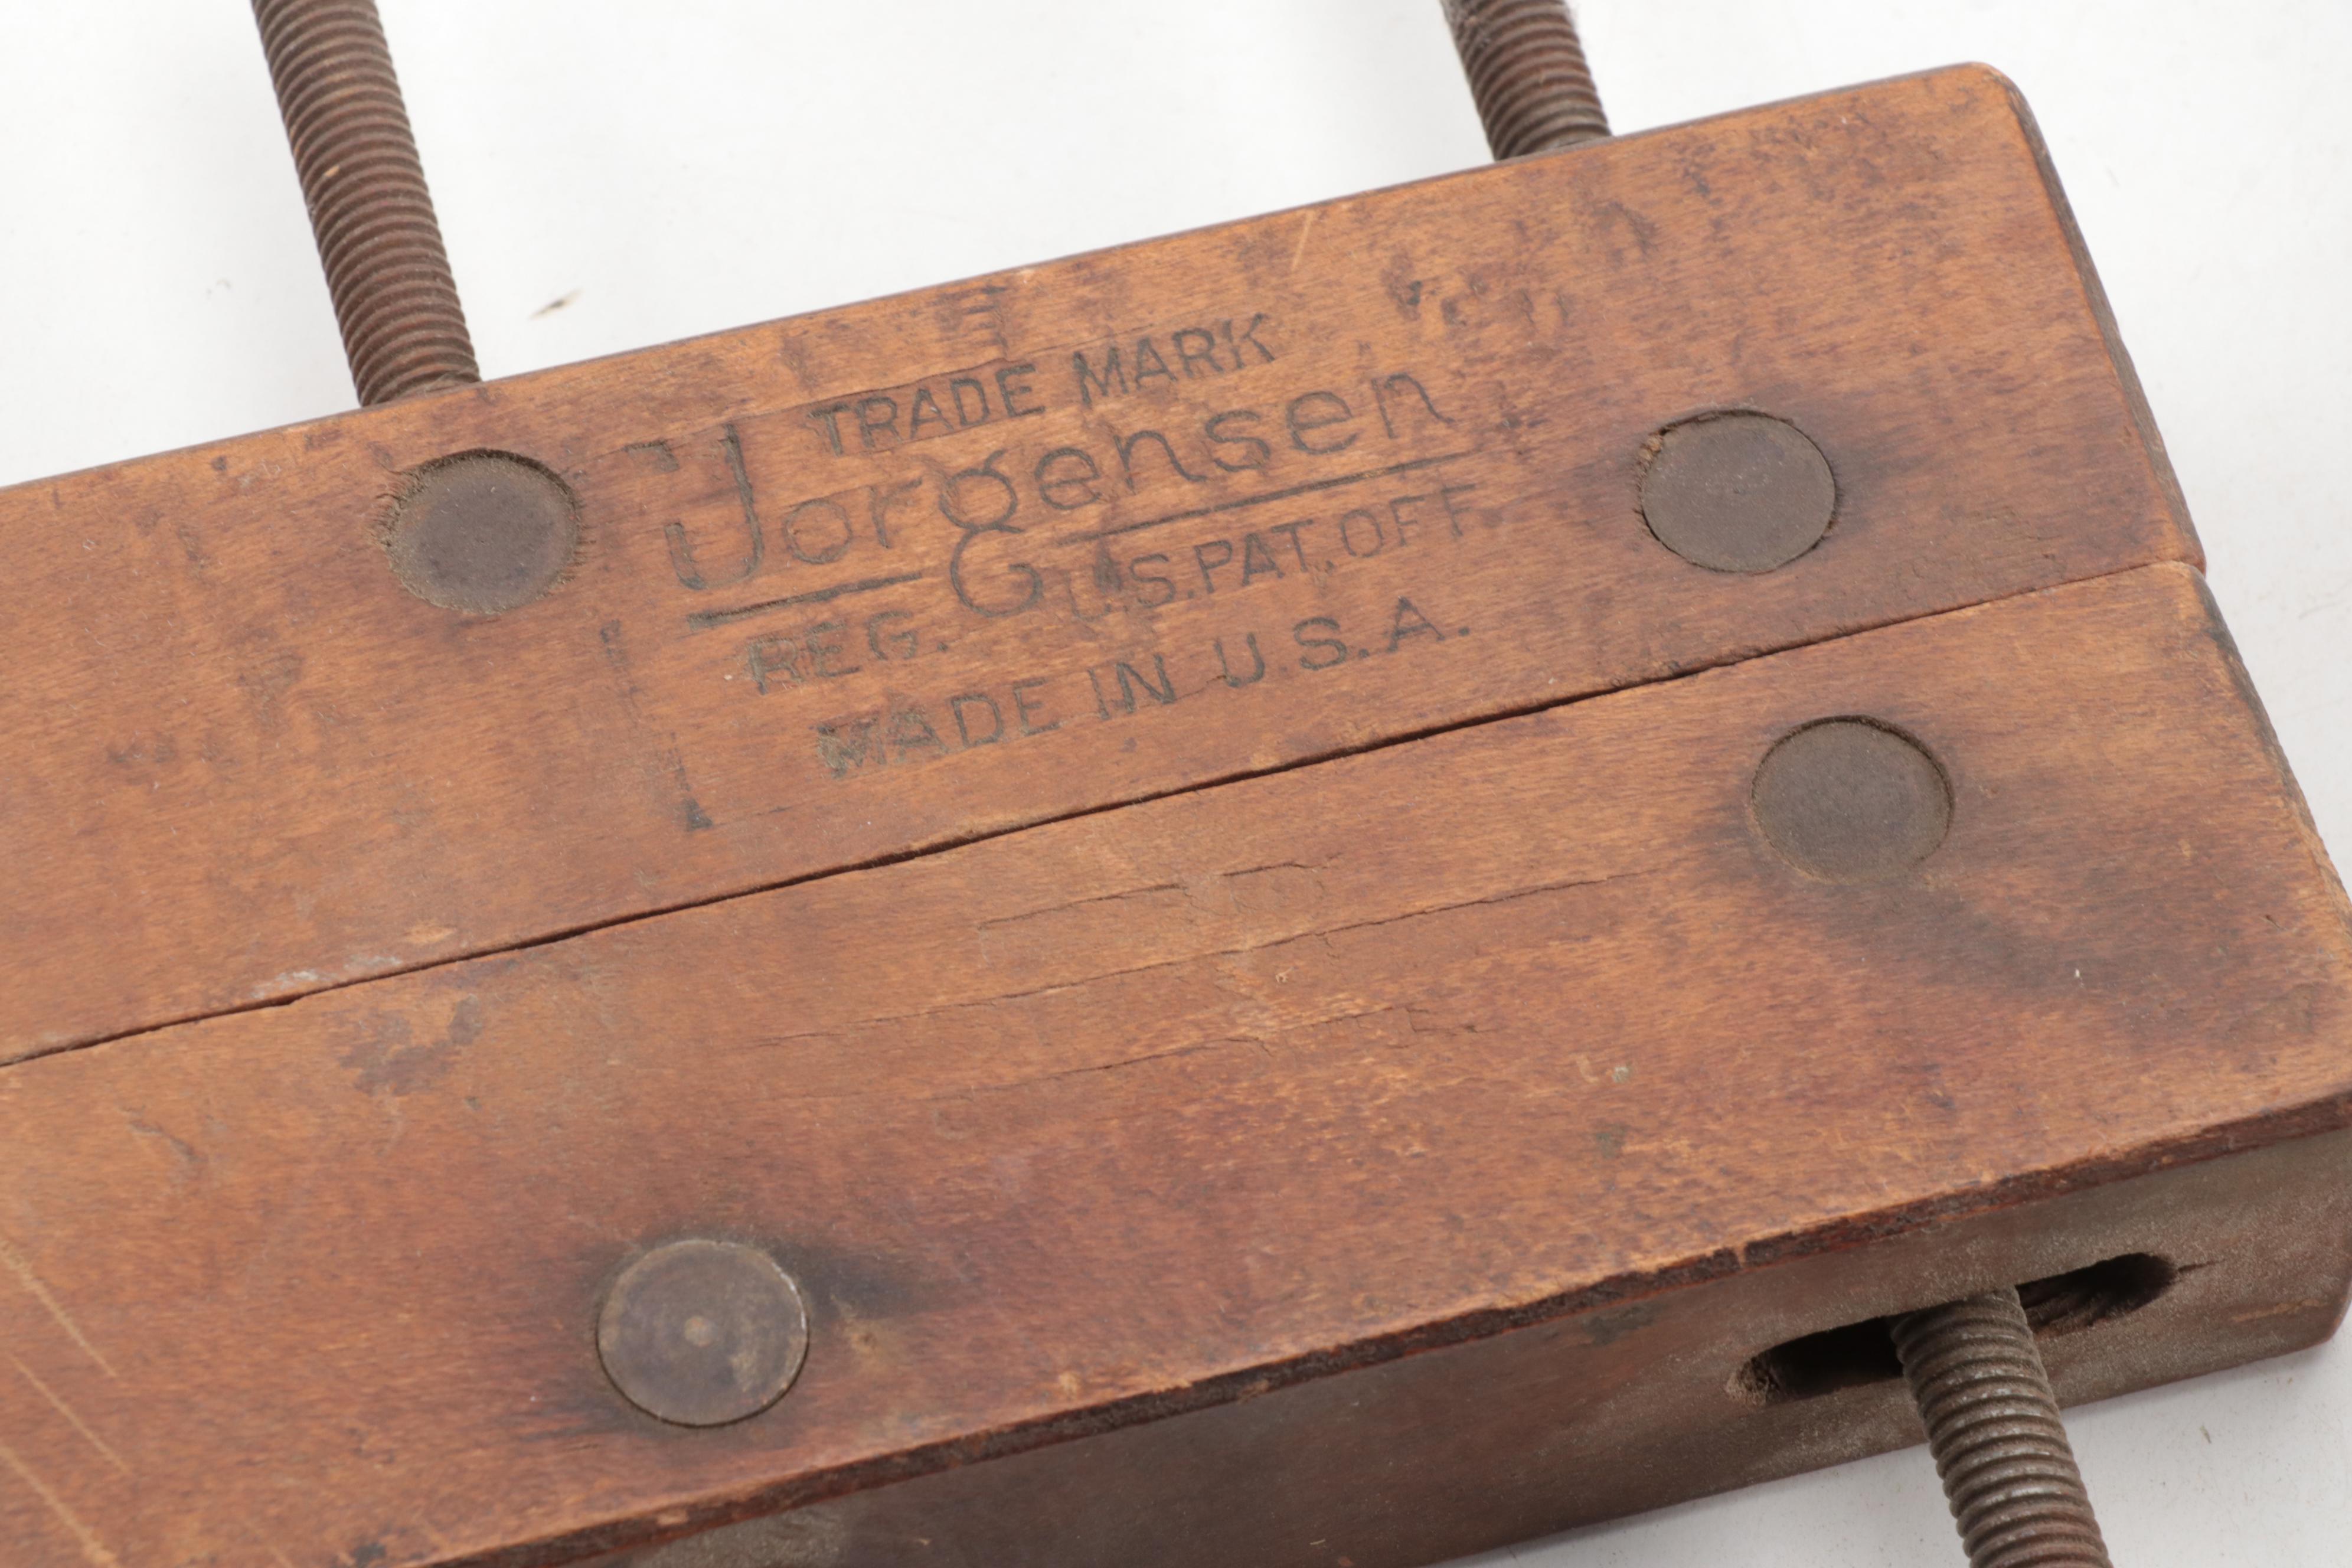 TRADE MARK
Jorgensen
REG. U.S. PAT. OFF.
MADE IN U.S.A.